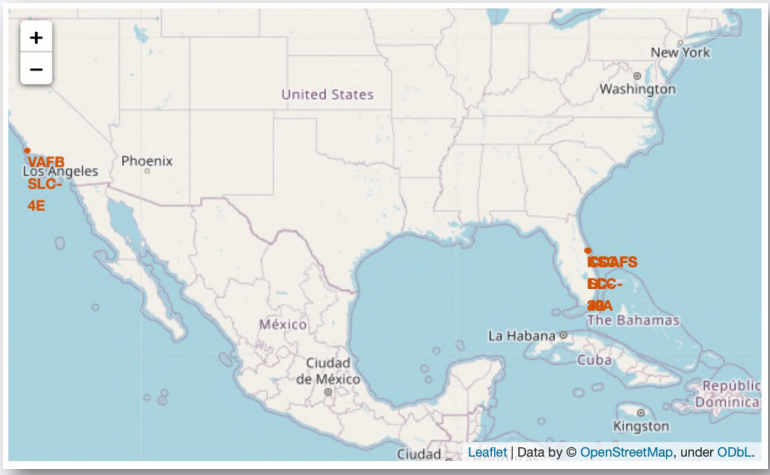 +
−
New York
Washington
United States
Phoenix
VAFB
Los Angeles
SLC-
4E
The Bahamas
La Habana
Cuba
México
Ciudad
de México
Repúblic
Dominica
Kingston
Ciudad
Leaflet | Data by © OpenStreetMap, under ODbL.